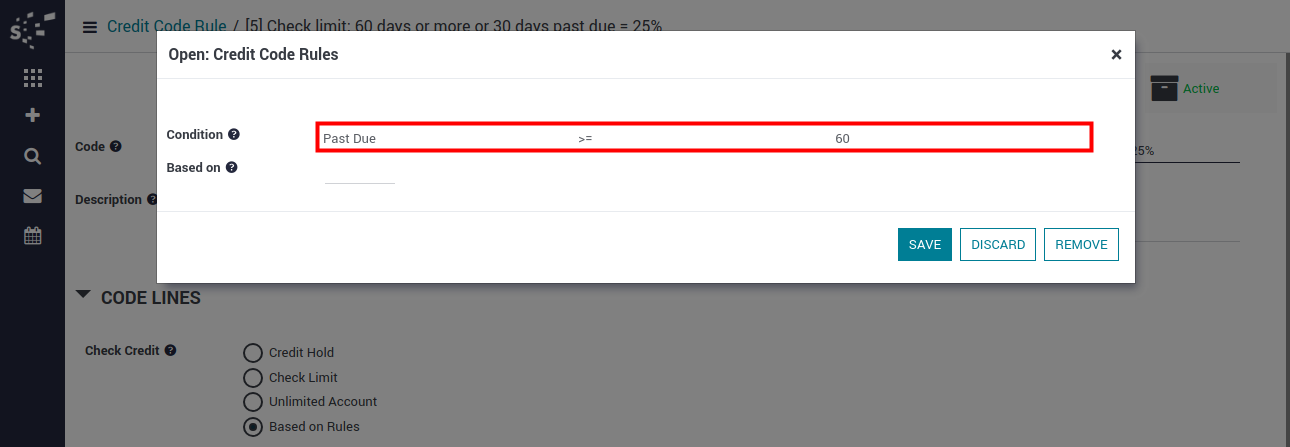 Credit Code Rule / [5] Check limit: 60 days or more or 30 days past due = 25%
Open: Credit Code Rules ×
Active
Condition ? Past Due >= 60
Code ?
25%
Based on ?
Description ?
SAVE DISCARD REMOVE
CODE LINES
Check Credit ? Credit Hold
Check Limit
Unlimited Account
Based on Rules